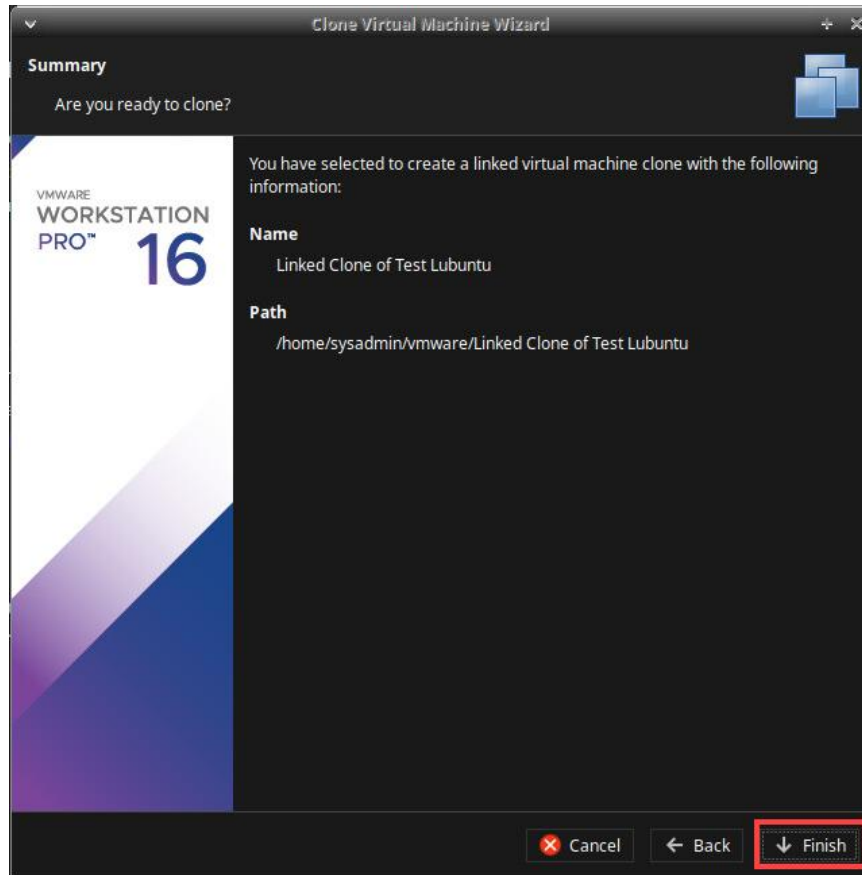 Clone Virtual Machine Wizard
Summary
Are you ready to clone?
VMWARE
WORKSTATION
PRO™ 16
You have selected to create a linked virtual machine clone with the following
information:
Name
Linked Clone of Test Lubuntu
Path
/home/sysadmin/vmware/Linked Clone of Test Lubuntu
Cancel
Back
Finish